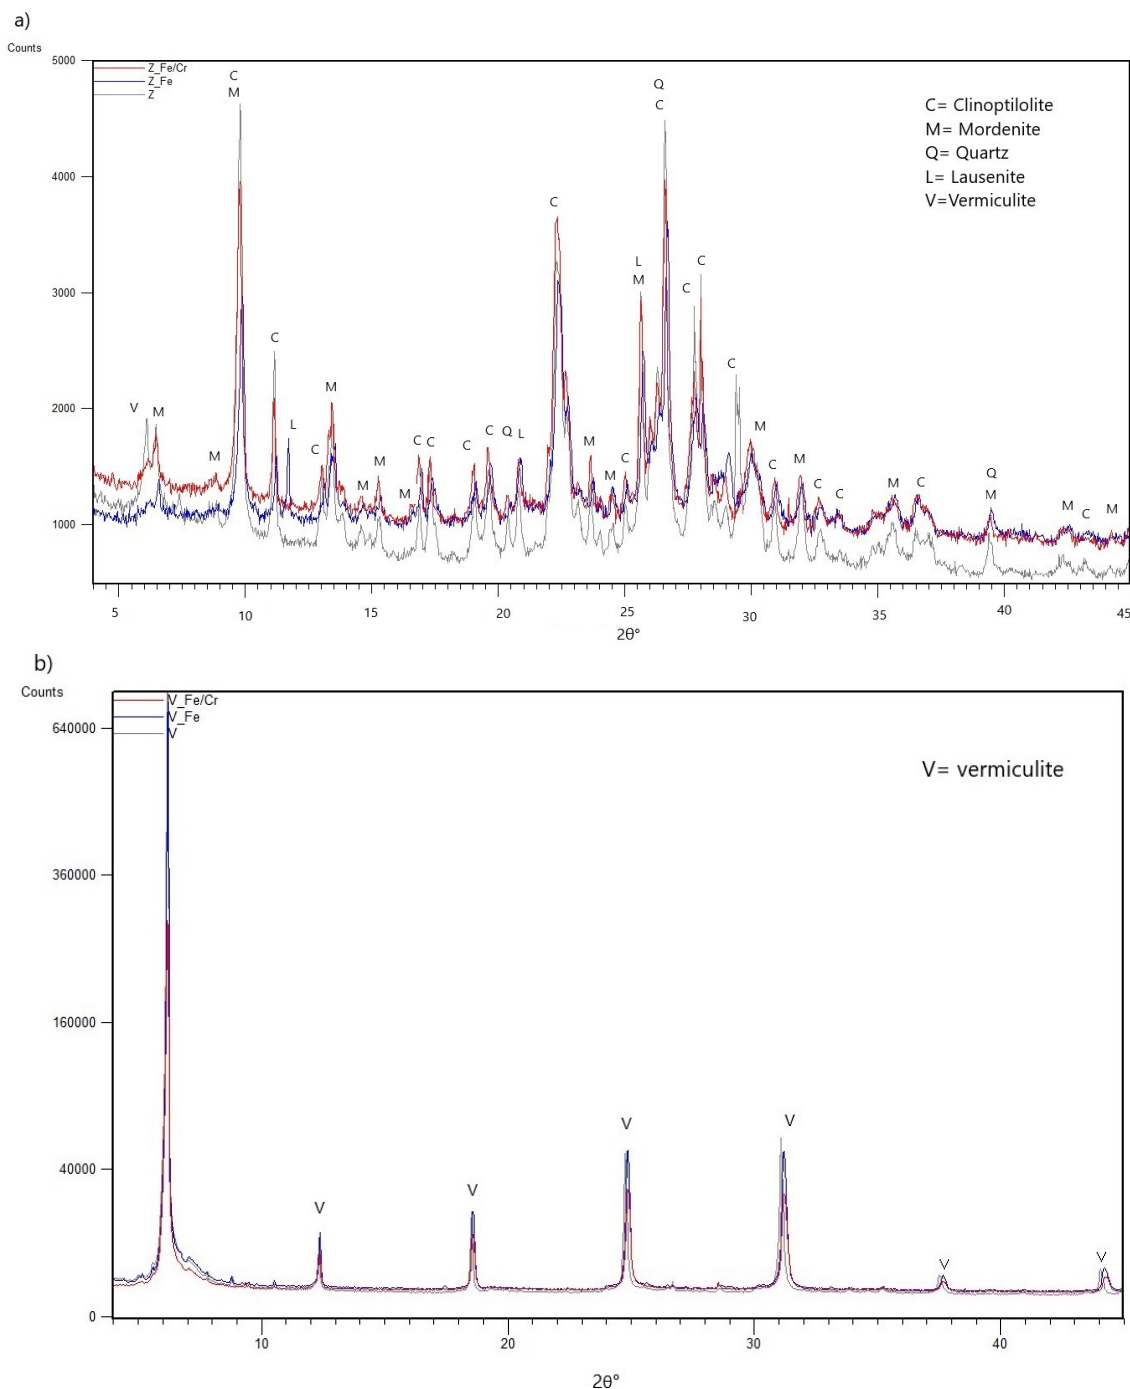 a)
Counts
5000
Z_Fe/Cr
Z_Fe
Z
C
M
Q
C
C= Clinoptilolite
M= Mordenite
Q= Quartz
L= Lausenite
V=Vermiculite
4000
C
L
M
C
C
3000
C
C
M
V
M
2000
M
L
C
M
M
M
C
C
C
C
Q
L
M
M
C
M
C
M
C
C
M
C
Q
M
M
C
M
1000
5 10 15 20 25 30 35 40 45
2θ°
b)
Counts
V_Fe/Cr
V_Fe
V
640000
V= vermiculite
360000
160000
V
V
40000
V
V
V
V
0
10 20 30 40
2θ°